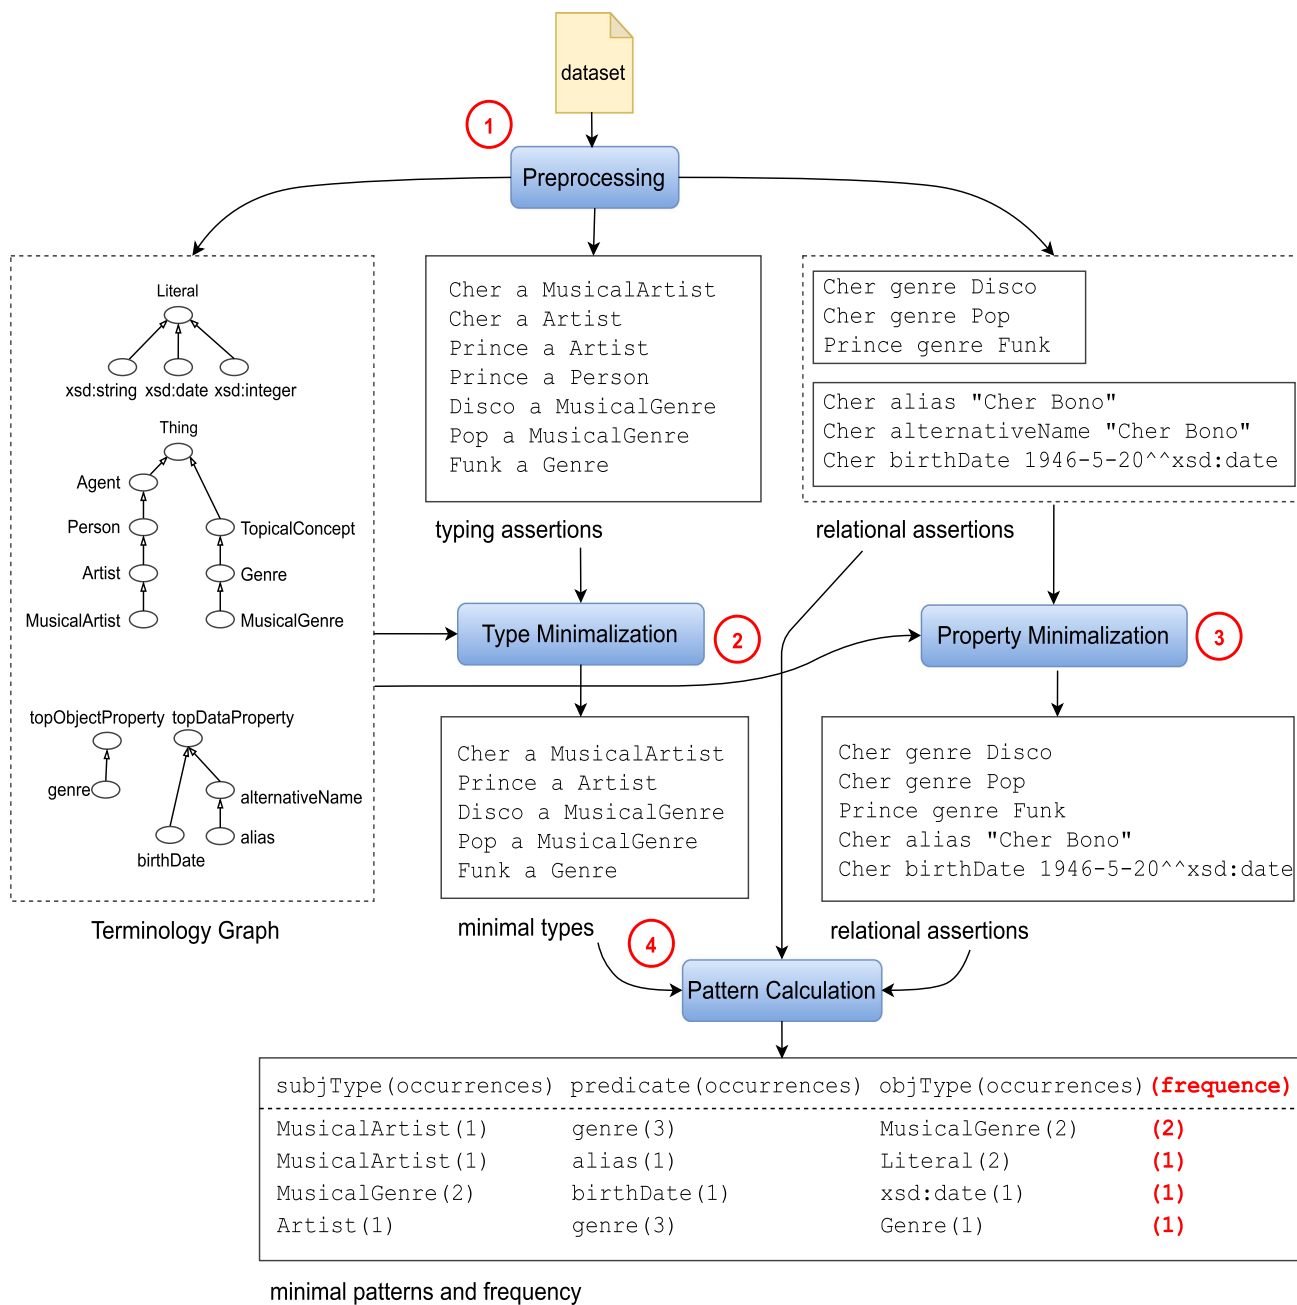 dataset
1
Preprocessing
Literal
xsd:string xsd:date xsd:integer
Thing
Agent
Person
TopicalConcept
Artist
Genre
MusicalArtist
MusicalGenre
topObjectProperty topDataProperty
genre
alternativeName
alias
birthDate
Terminology Graph
Cher a MusicalArtist
Cher a Artist
Prince a Artist
Prince a Person
Disco a MusicalGenre
Pop a MusicalGenre
Funk a Genre
typing assertions
Cher genre Disco
Cher genre Pop
Prince genre Funk
Cher alias "Cher Bono"
Cher alternativeName "Cher Bono"
Cher birthDate 1946-5-20^^xsd:date
relational assertions
Type Minimalization
2
Property Minimalization
3
Cher a MusicalArtist
Prince a Artist
Disco a MusicalGenre
Pop a MusicalGenre
Funk a Genre
minimal types
Cher genre Disco
Cher genre Pop
Prince genre Funk
Cher alias "Cher Bono"
Cher birthDate 1946-5-20^^xsd:date
relational assertions
4
Pattern Calculation
subjType(occurrences) predicate(occurrences) objType(occurrences) (frequence)
MusicalArtist(1) genre(3) MusicalGenre(2) (2)
MusicalArtist(1) alias(1) Literal(2) (1)
MusicalGenre(2) birthDate(1) xsd:date(1) (1)
Artist(1) genre(3) Genre(1) (1)
minimal patterns and frequency